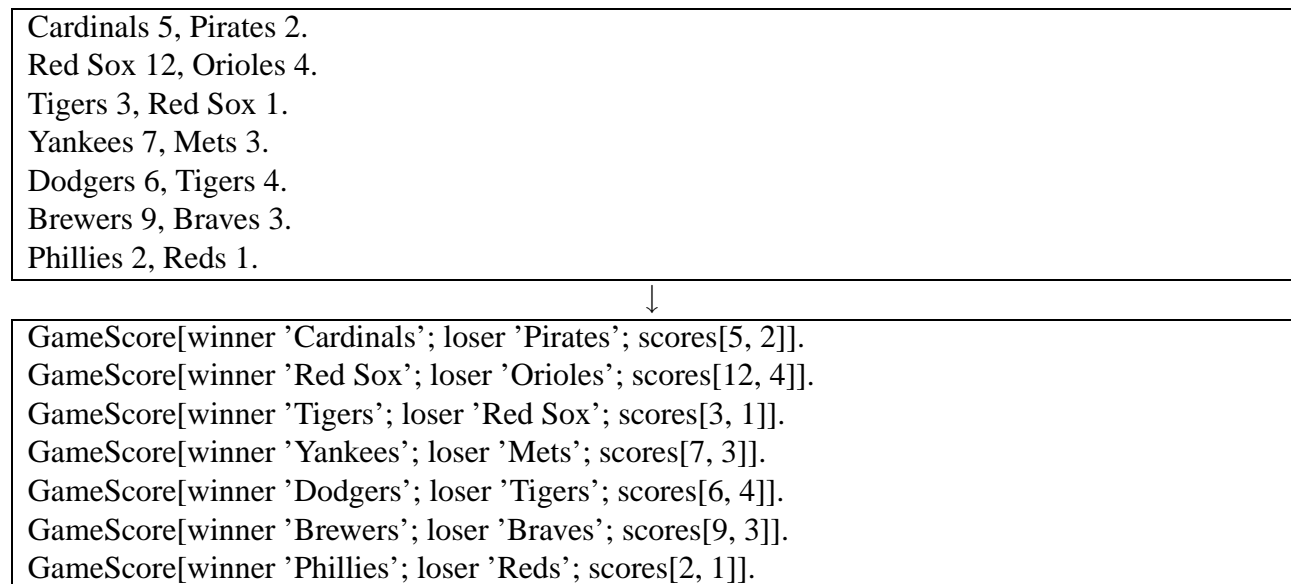 Cardinals 5, Pirates 2.
Red Sox 12, Orioles 4.
Tigers 3, Red Sox 1.
Yankees 7, Mets 3.
Dodgers 6, Tigers 4.
Brewers 9, Braves 3.
Phillies 2, Reds 1.
↓
GameScore[winner ’Cardinals’; loser ’Pirates’; scores[5, 2]].
GameScore[winner ’Red Sox’; loser ’Orioles’; scores[12, 4]].
GameScore[winner ’Tigers’; loser ’Red Sox’; scores[3, 1]].
GameScore[winner ’Yankees’; loser ’Mets’; scores[7, 3]].
GameScore[winner ’Dodgers’; loser ’Tigers’; scores[6, 4]].
GameScore[winner ’Brewers’; loser ’Braves’; scores[9, 3]].
GameScore[winner ’Phillies’; loser ’Reds’; scores[2, 1]].